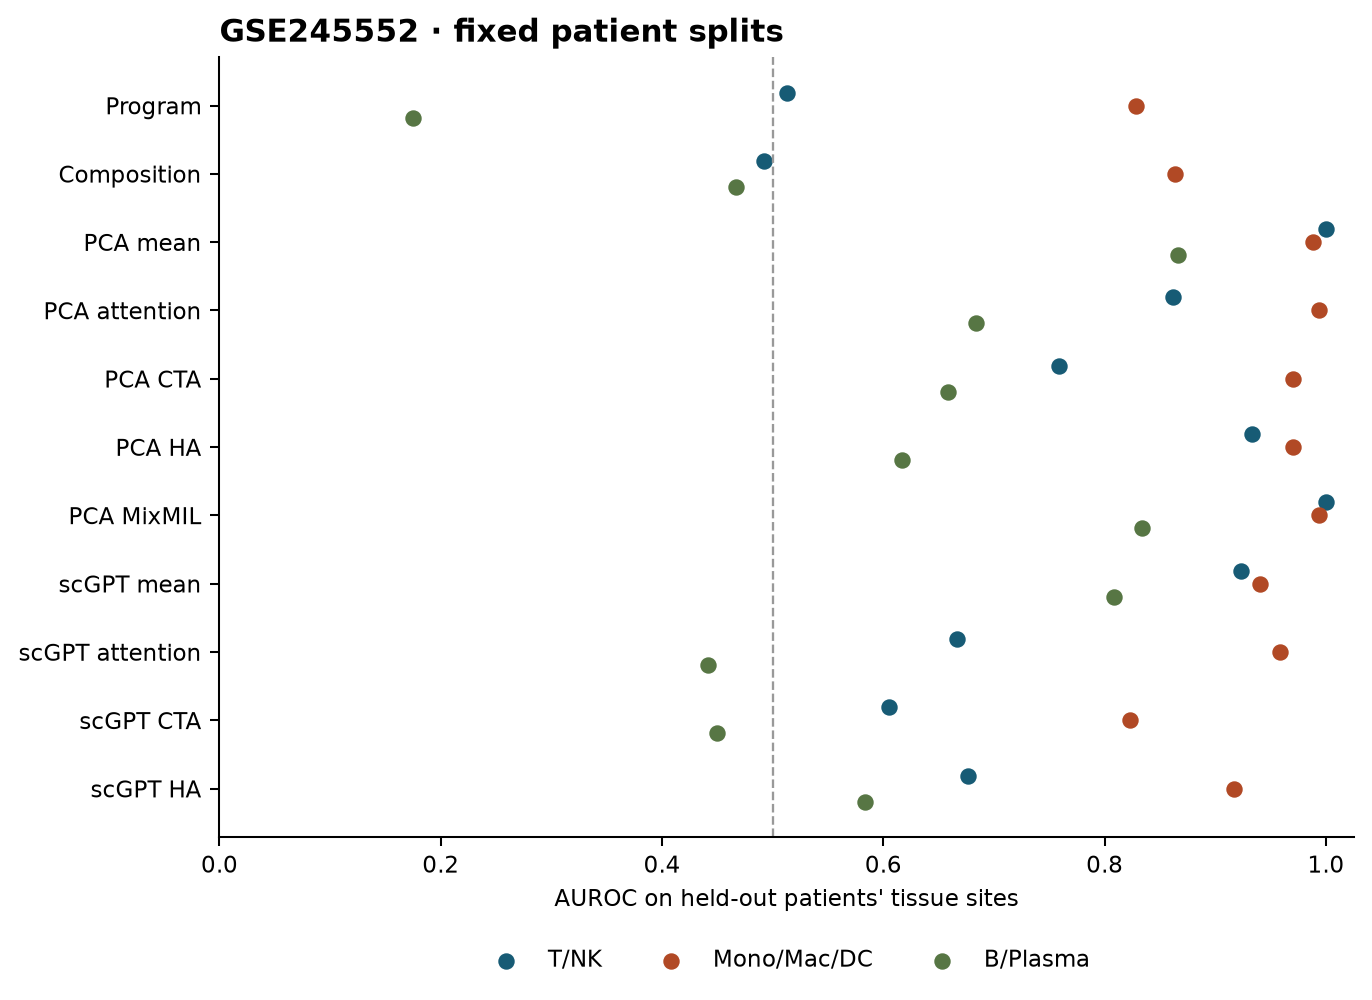 GSE245552 · fixed patient splits
Program
Composition
PCA mean
PCA attention
PCA CTA
PCA HA
PCA MixMIL
scGPT mean
scGPT attention
scGPT CTA
scGPT HA
0.0 0.2 0.4 0.6 0.8 1.0
AUROC on held-out patients' tissue sites
T/NK Mono/Mac/DC B/Plasma